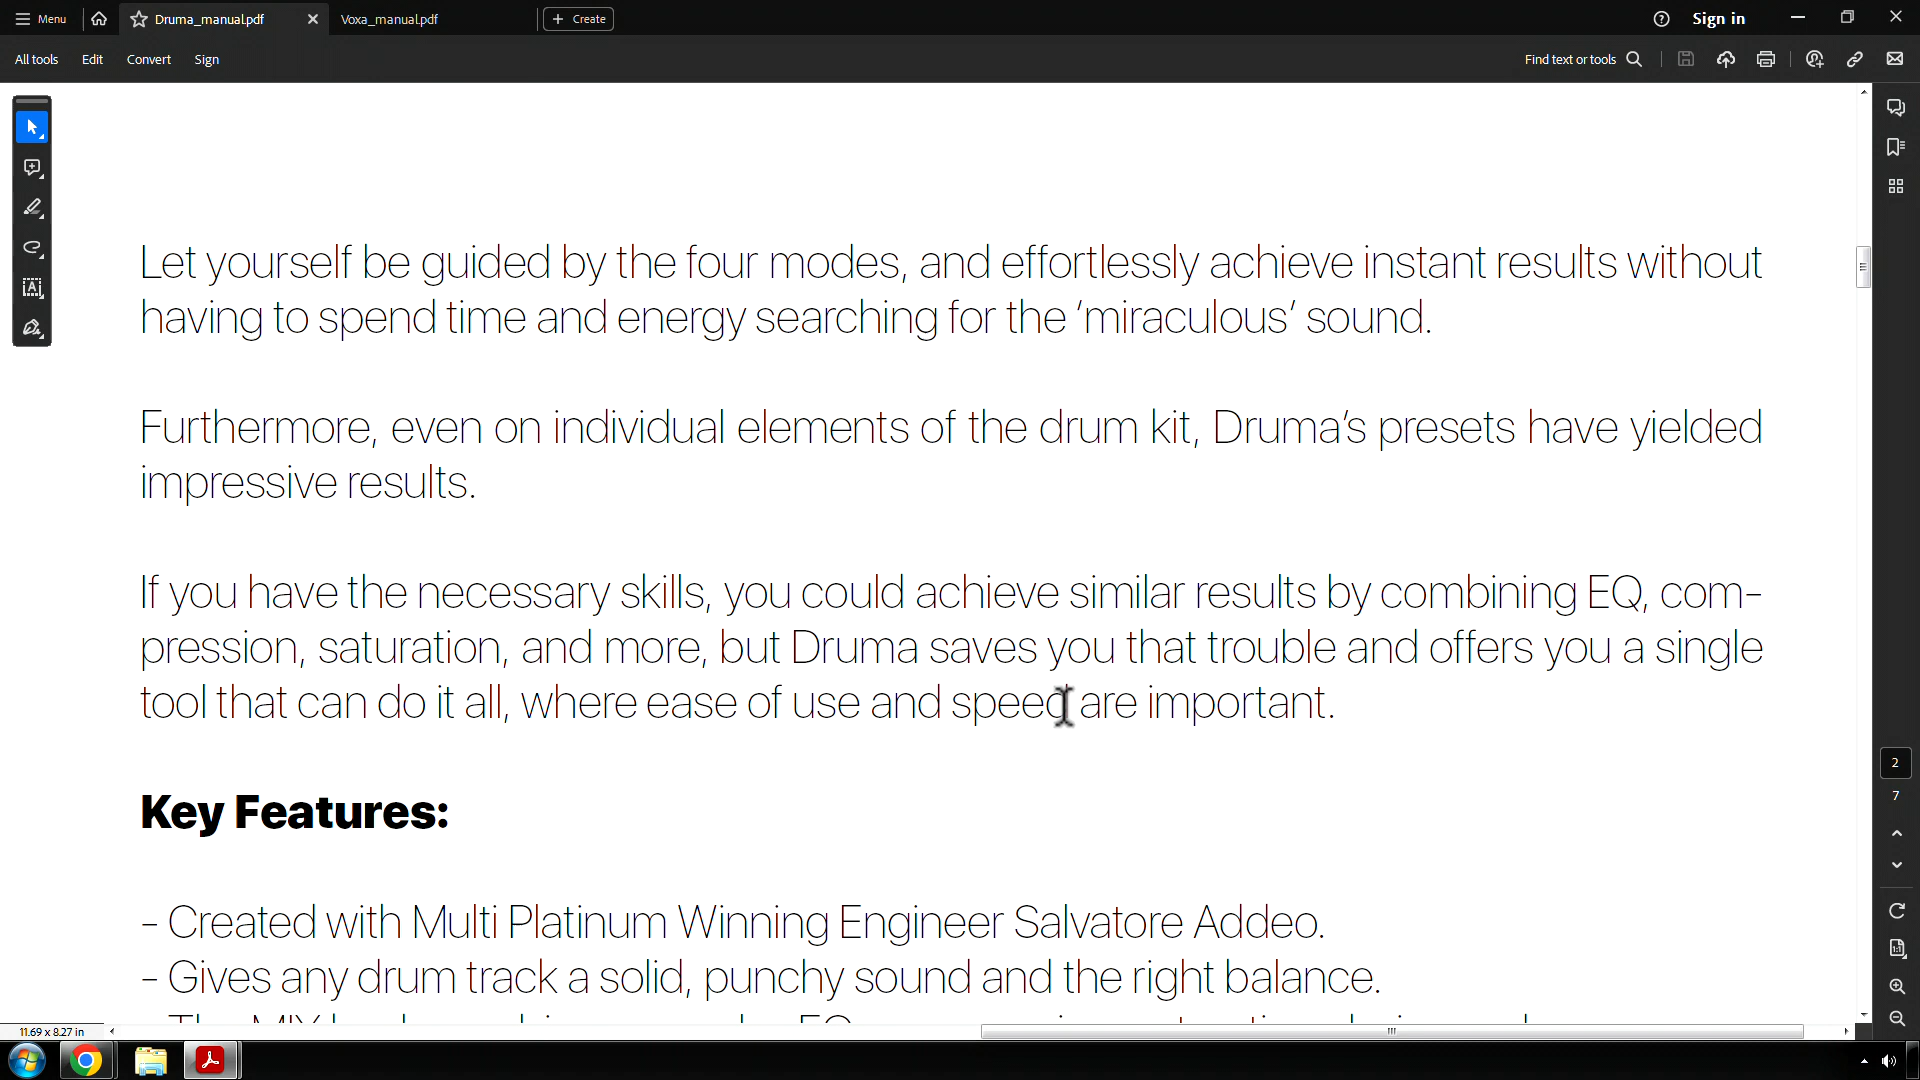 Menu
Druma_manual.pdf
Voxa_manual.pdf
Create
Sign in
All tools
Edit
Convert
Sign
Find text or tools
Let yourself be guided by the four modes, and effortlessly achieve instant results without
having to spend time and energy searching for the ‘miraculous’ sound.
Furthermore, even on individual elements of the drum kit, Druma’s presets have yielded
impressive results.
If you have the necessary skills, you could achieve similar results by combining EQ, com-
pression, saturation, and more, but Druma saves you that trouble and offers you a single
tool that can do it all, where ease of use and speed are important.
Key Features:
- Created with Multi Platinum Winning Engineer Salvatore Addeo.
- Gives any drum track a solid, punchy sound and the right balance.
2
7
11.69 x 8.27 in